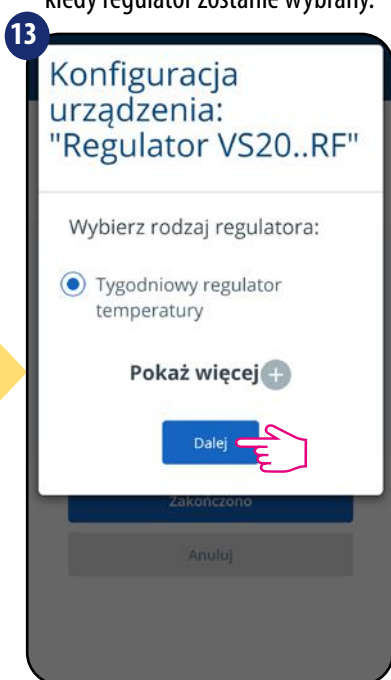 kiedy regulator zostanie wybrany.
13
Konfiguracja
urządzenia:
"Regulator VS20..RF"
Wybierz rodzaj regulatora:
Tygodniowy regulator
temperatury
Pokaż więcej +
Dalej
Zakończono
Anuluj